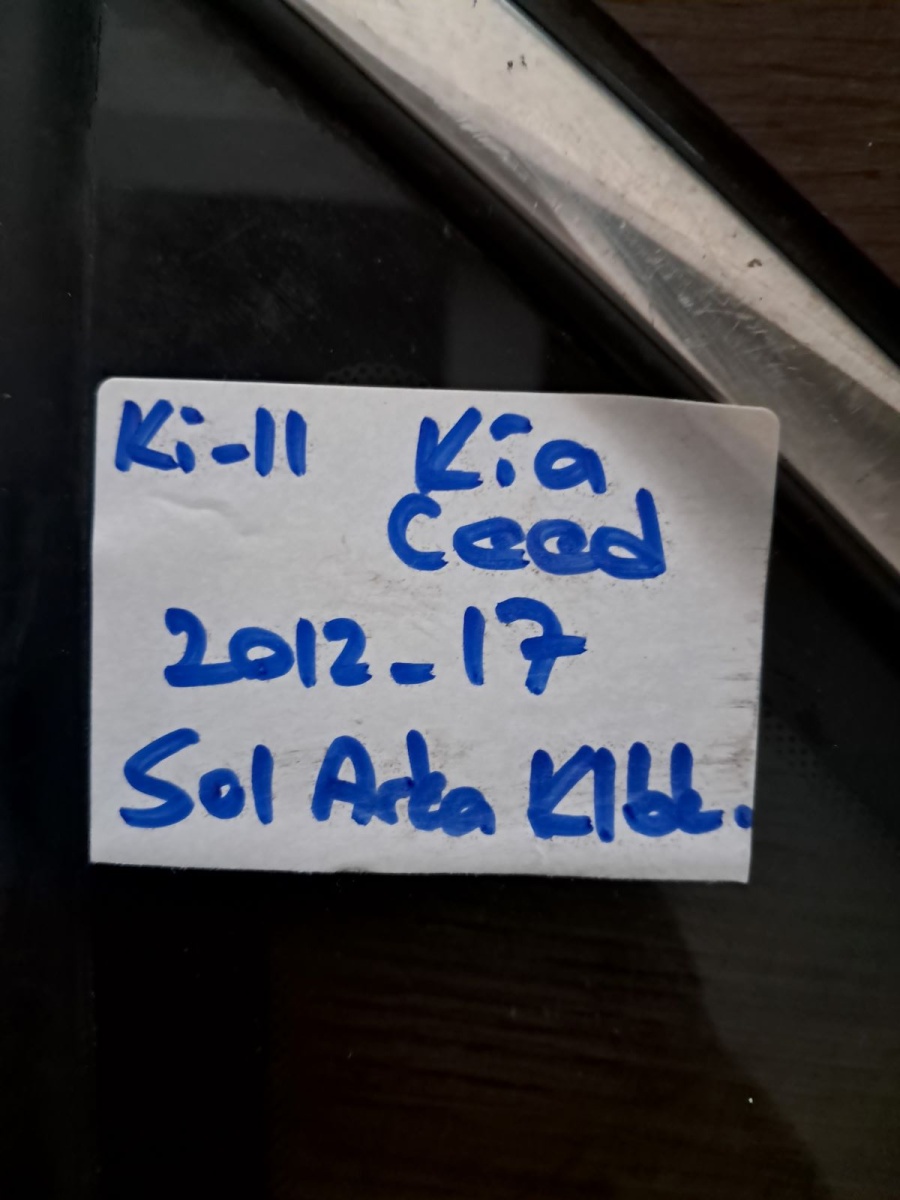 Ki-11 Kia
Ceed
2012-17
Sol Arka Klbt.